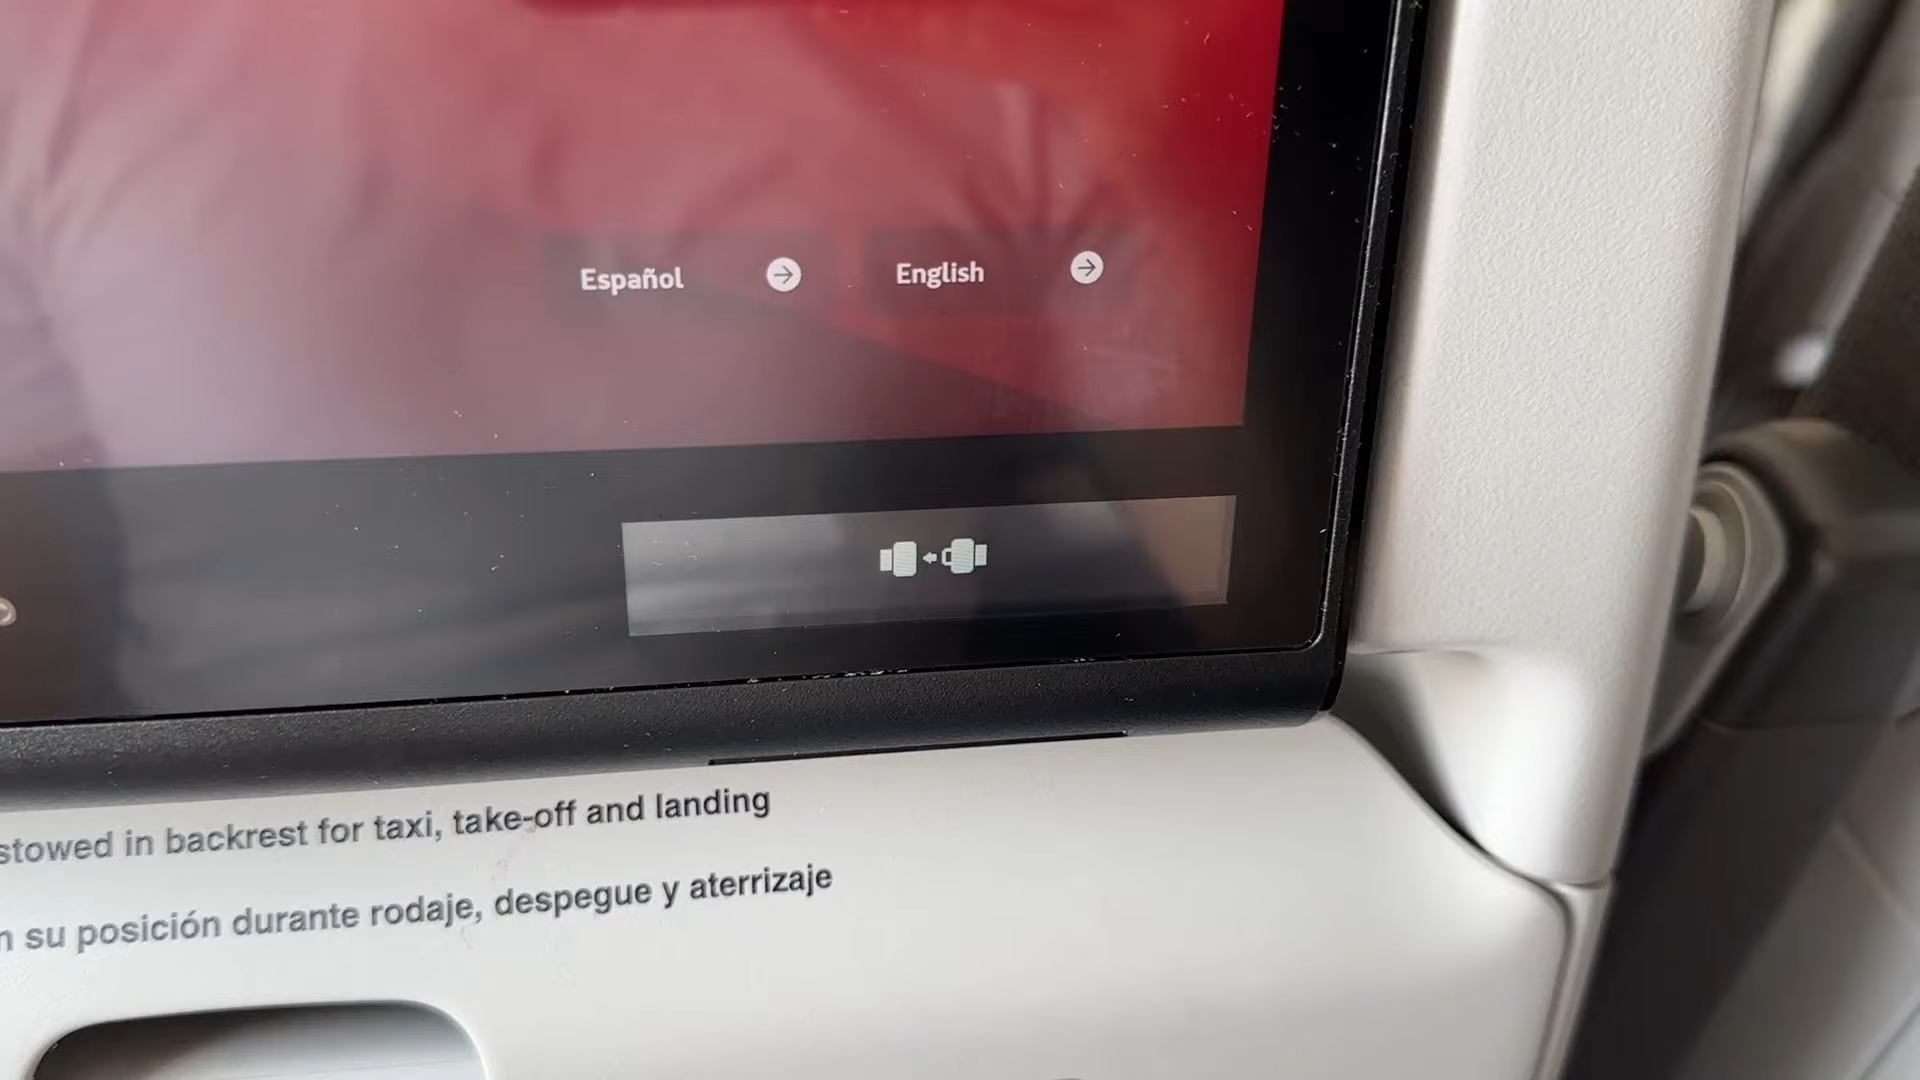 Español
English
stowed in backrest for taxi, take-off and landing
su posición durante rodaje, despegue y aterrizaje